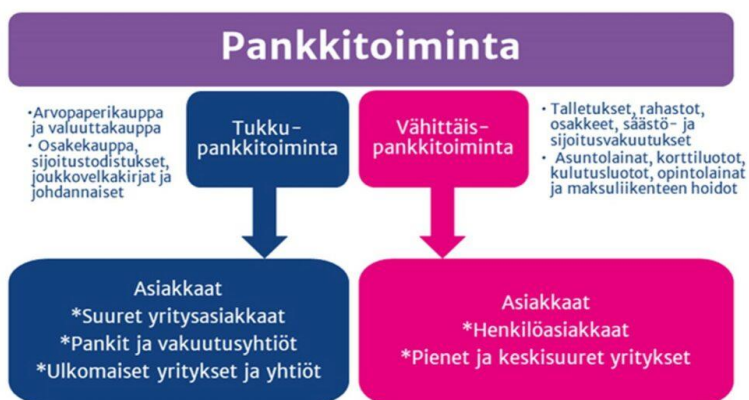 Pankkitoiminta
•Arvopaperikauppa
ja valuuttakauppa
• Osakekauppa,
sijoitustodistukset,
joukkovelkakirjat ja
johdannaiset
Tukku-
pankkitoiminta
Vähittäis-
pankkitoiminta
• Talletukset, rahastot,
osakkeet, säästö- ja
sijoitusvakuutukset
• Asuntolainat, korttiluotot,
kulutusluotot, opintolainat
ja maksuliikenteen hoidot
Asiakkaat
*Suuret yritysasiakkaat
*Pankit ja vakuutusyhtiöt
*Ulkomaiset yritykset ja yhtiöt
Asiakkaat
*Henkilöasiakkaat
*Pienet ja keskisuuret yritykset